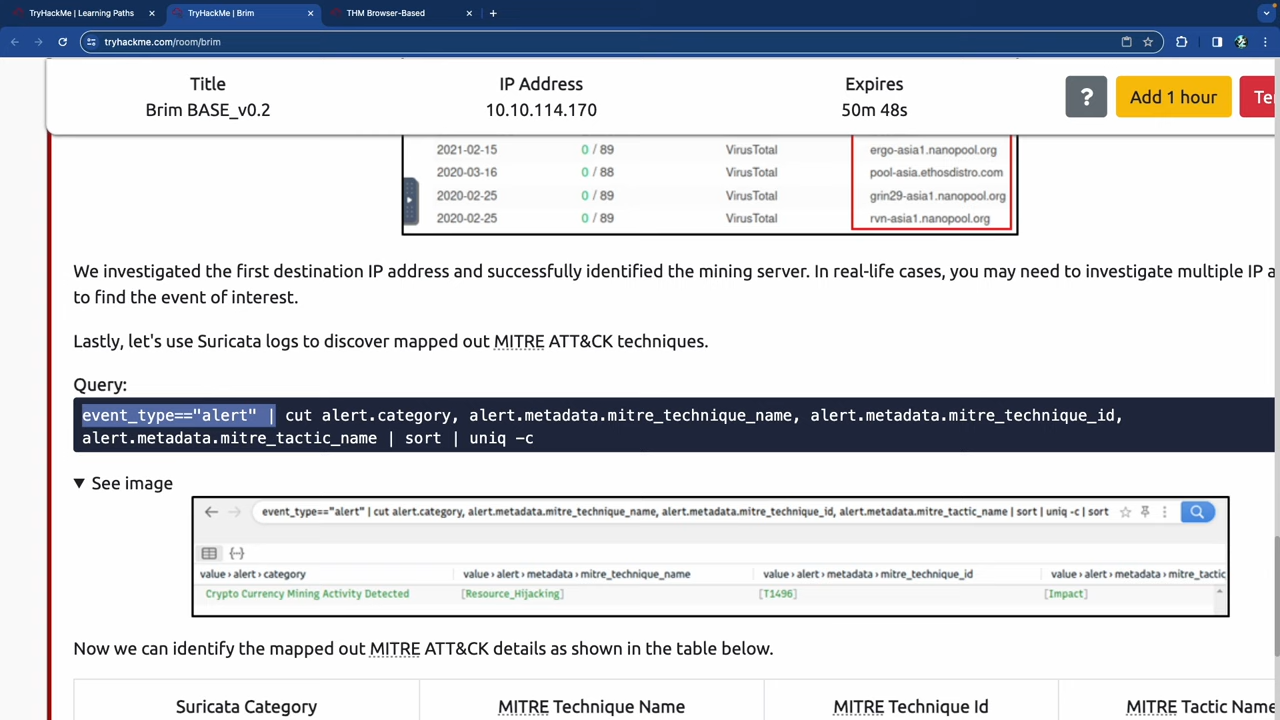 TryHackMe | Learning Paths
TryHackMe | Brim
THM Browser-Based
tryhackme.com/room/brim
Title
IP Address
Expires
Brim BASE_v0.2
10.10.114.170
50m 48s
?
Add 1 hour
Te
2021-02-15 0 / 89 VirusTotal ergo-asia1.nanopool.org
2020-03-16 0 / 88 VirusTotal pool-asia.ethosdistro.com
2020-02-25 0 / 89 VirusTotal grin29-asia1.nanopool.org
2020-02-25 0 / 89 VirusTotal rvn-asia1.nanopool.org
We investigated the first destination IP address and successfully identified the mining server. In real-life cases, you may need to investigate multiple IP a
to find the event of interest.
Lastly, let's use Suricata logs to discover mapped out MITRE ATT&CK techniques.
Query:
event_type=="alert" | cut alert.category, alert.metadata.mitre_technique_name, alert.metadata.mitre_technique_id,
alert.metadata.mitre_tactic_name | sort | uniq -c
▼ See image
event_type=="alert" | cut alert.category, alert.metadata.mitre_technique_name, alert.metadata.mitre_technique_id, alert.metadata.mitre_tactic_name | sort | uniq -c | sort
value › alert › category value › alert › metadata › mitre_technique_name value › alert › metadata › mitre_technique_id value › alert › metadata › mitre_tactic
Crypto Currency Mining Activity Detected [Resource_Hijacking] [T1496] [Impact]
Now we can identify the mapped out MITRE ATT&CK details as shown in the table below.
Suricata Category MITRE Technique Name MITRE Technique Id MITRE Tactic Name